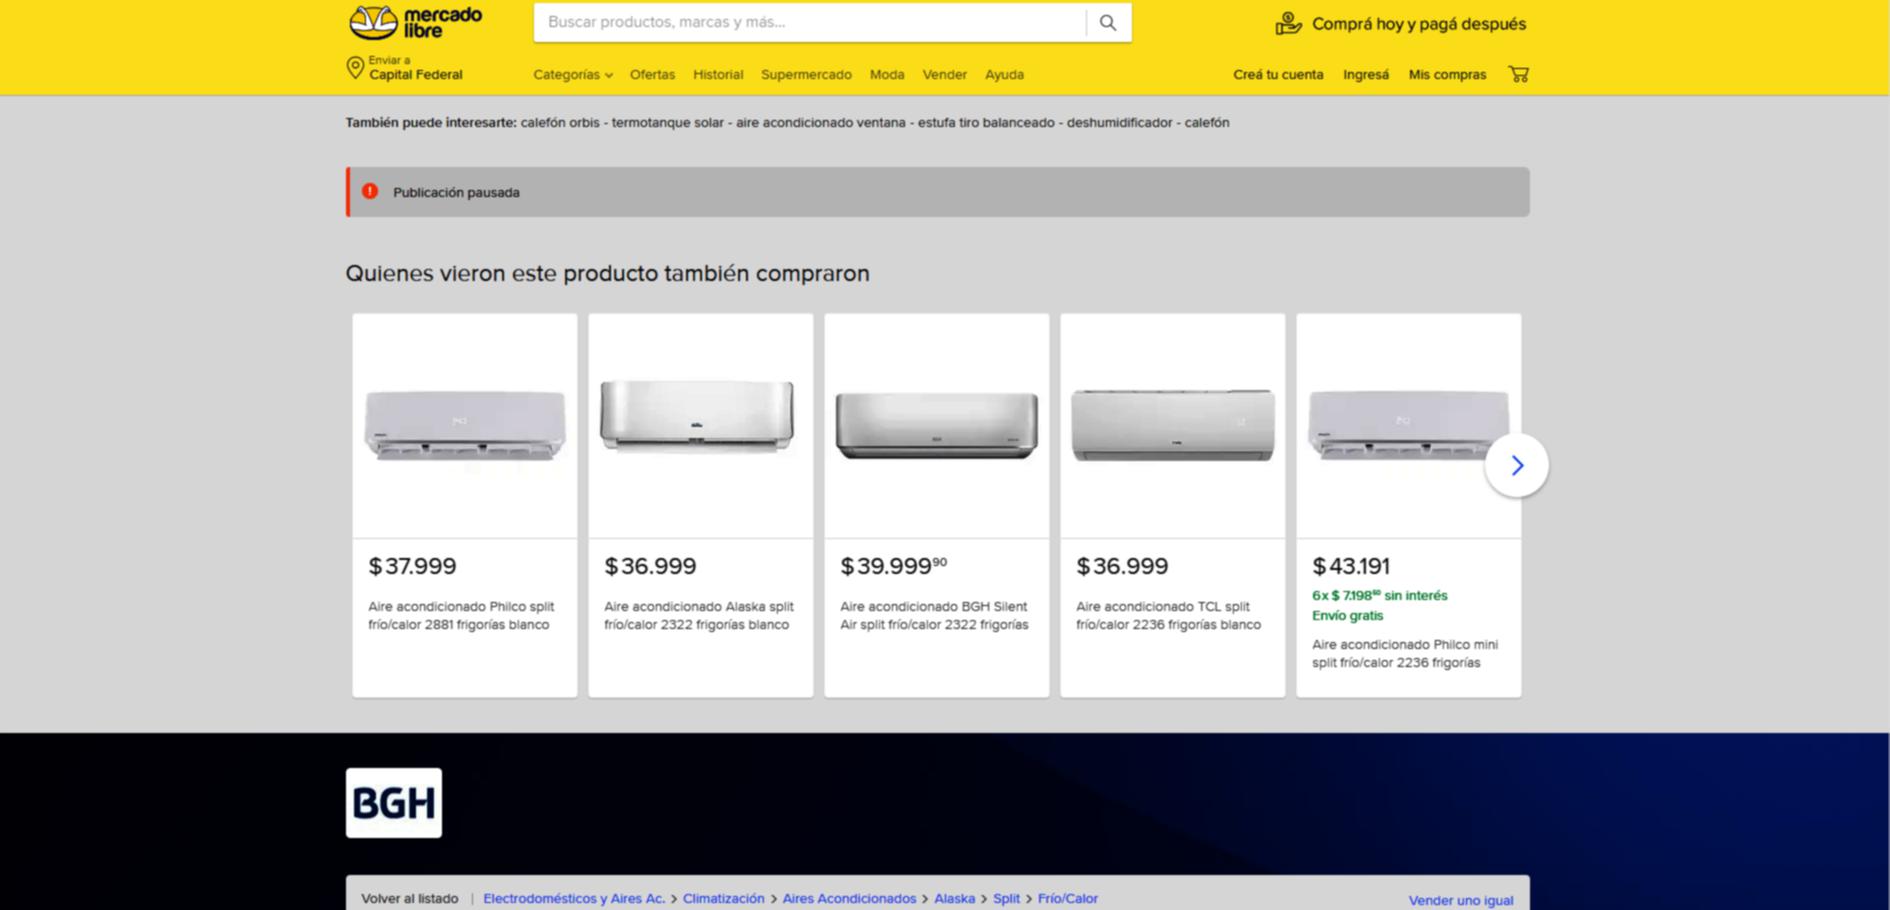 mercado
libre
Buscar productos, marcas y más...
Comprá hoy y pagá después
Enviar a
Capital Federal
Categorías Ofertas Historial Supermercado Moda Vender Ayuda
Creá tu cuenta Ingresá Mis compras
También puede interesarte: calefón orbis - termotanque solar - aire acondicionado ventana - estufa tiro balanceado - deshumidificador - calefón
Publicación pausada
Quienes vieron este producto también compraron
$ 37.999
Aire acondicionado Philco split
frío/calor 2881 frigorías blanco
$ 36.999
Aire acondicionado Alaska split
frío/calor 2322 frigorías blanco
BGH
$ 39.999 90
Aire acondicionado BGH Silent
Air split frío/calor 2322 frigorías
TCL
$ 36.999
Aire acondicionado TCL split
frío/calor 2236 frigorías blanco
$ 43.191
6x $ 7.198 50 sin interés
Envío gratis
Aire acondicionado Philco mini
split frío/calor 2236 frigorías
BGH
Volver al listado | Electrodomésticos y Aires Ac. > Climatización > Aires Acondicionados > Alaska > Split > Frío/Calor
Vender uno igual